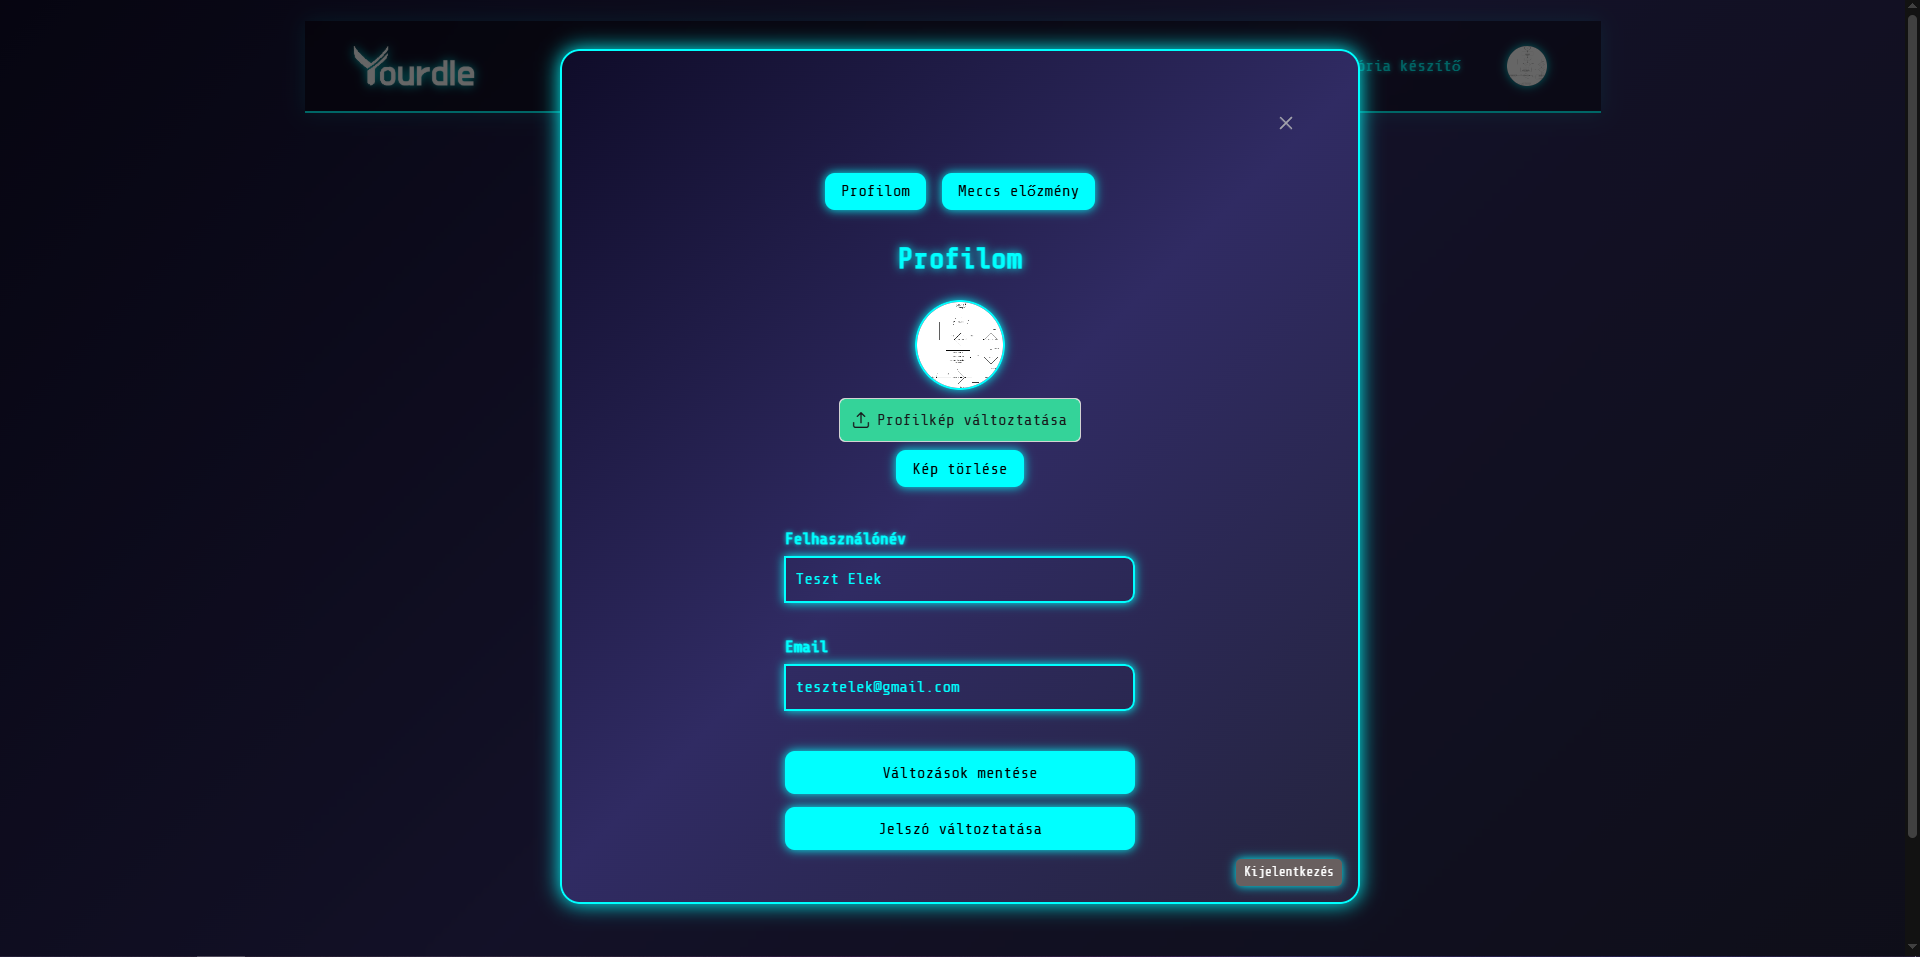 Yourdle
ória készítő
Profilom
Meccs előzmény
Profilom
Profilkép változtatása
Kép törlése
Felhasználónév
Teszt Elek
Email
tesztelek@gmail.com
Változások mentése
Jelszó változtatása
Kijelentkezés